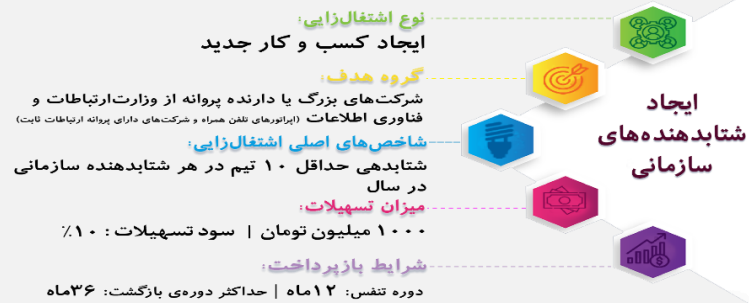 ایجاد
شتابدهنده‌های
سازمانی
نوع اشتغال‌زایی:
ایجاد کسب و کار جدید
گروه هدف:
شرکت‌های بزرگ یا دارنده پروانه از وزارت‌ارتباطات و
فناوری اطلاعات (اپراتورهای تلفن همراه و شرکت‌های دارای پروانه ارتباطات ثابت)
شاخص‌های اصلی اشتغال‌زایی:
شتابدهی حداقل ۱۰ تیم در هر شتابدهنده سازمانی
در سال
میزان تسهیلات:
۱۰۰۰ میلیون تومان | سود تسهیلات: ۱۰٪
شرایط بازپرداخت:
دوره تنفس: ۱۲ماه | حداکثر دوره‌ی بازگشت: ۳۶ماه